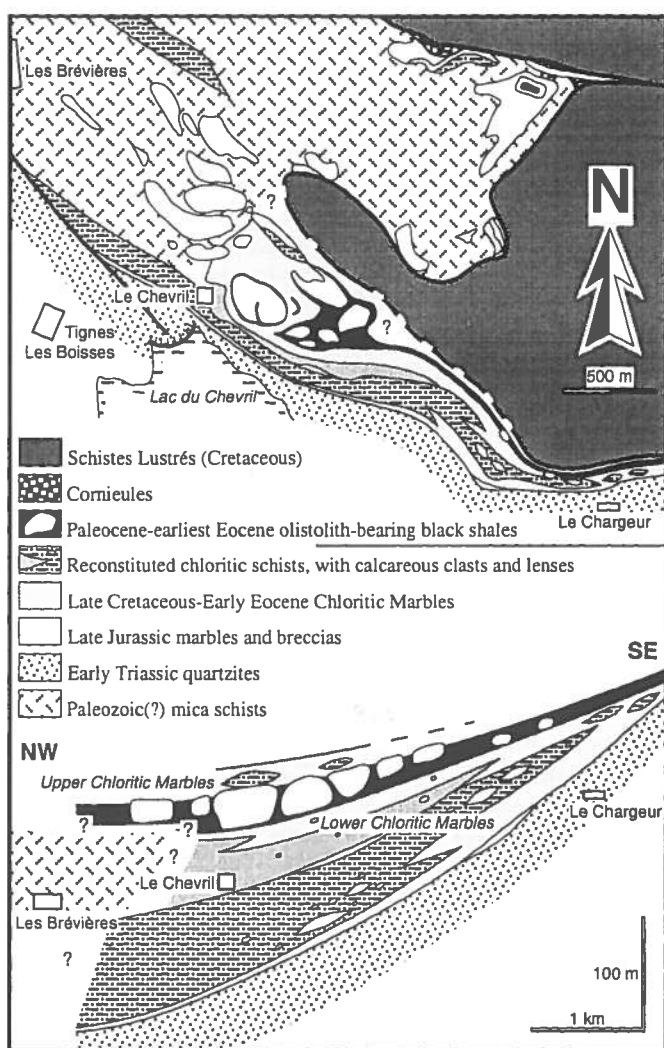 Les Brévières
N
500 m
Le Chevril
?
?
Tignes
Les Boisses
Lac du Chevril
Le Chargeur
Schistes Lustrés (Cretaceous)
Cornieules
Paleocene-earliest Eocene olistolith-bearing black shales
Reconstituted chloritic schists, with calcareous clasts and lenses
Late Cretaceous-Early Eocene Chloritic Marbles
Late Jurassic marbles and breccias
Early Triassic quartzites
Paleozoic(?) mica schists
SE
NW
Upper Chloritic Marbles
Lower Chloritic Marbles
?
?
?
Le Chevril
Le Chargeur
Les Brévières
?
100 m
1 km